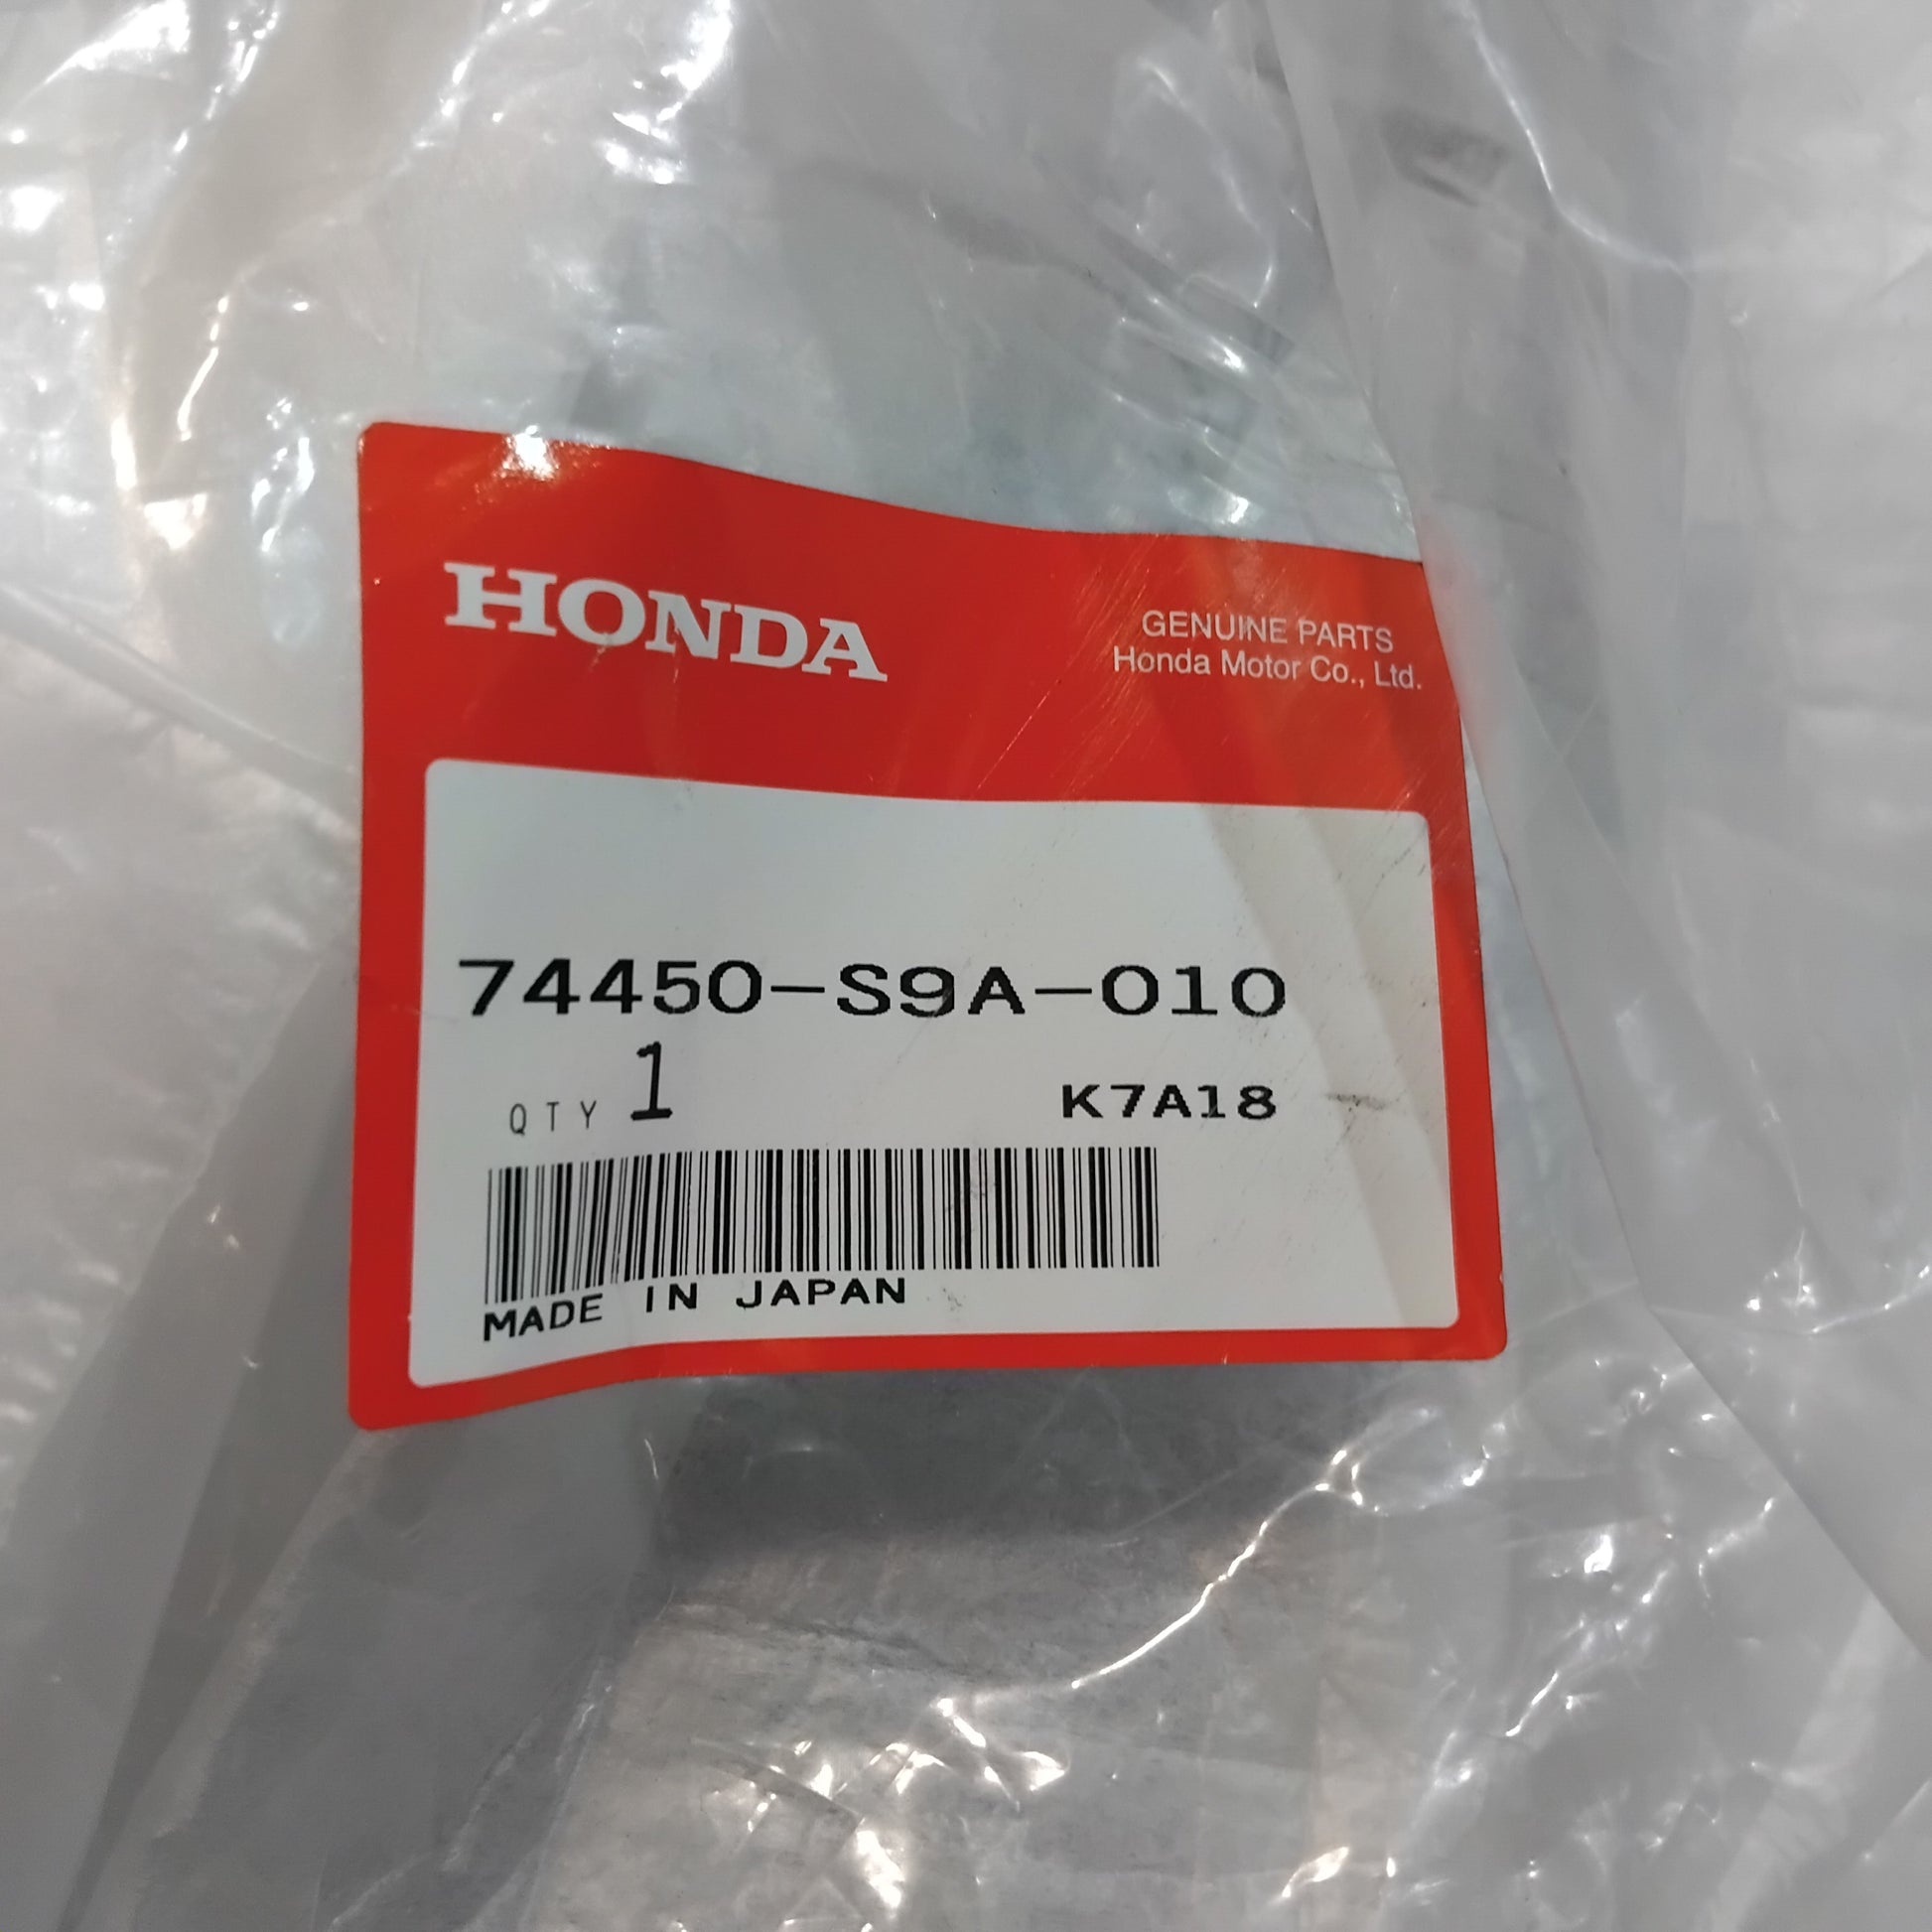 HONDA
GENUINE PARTS
Honda Motor Co., Ltd.
74450-S9A-010
QTY 1 K7A18
MADE IN JAPAN